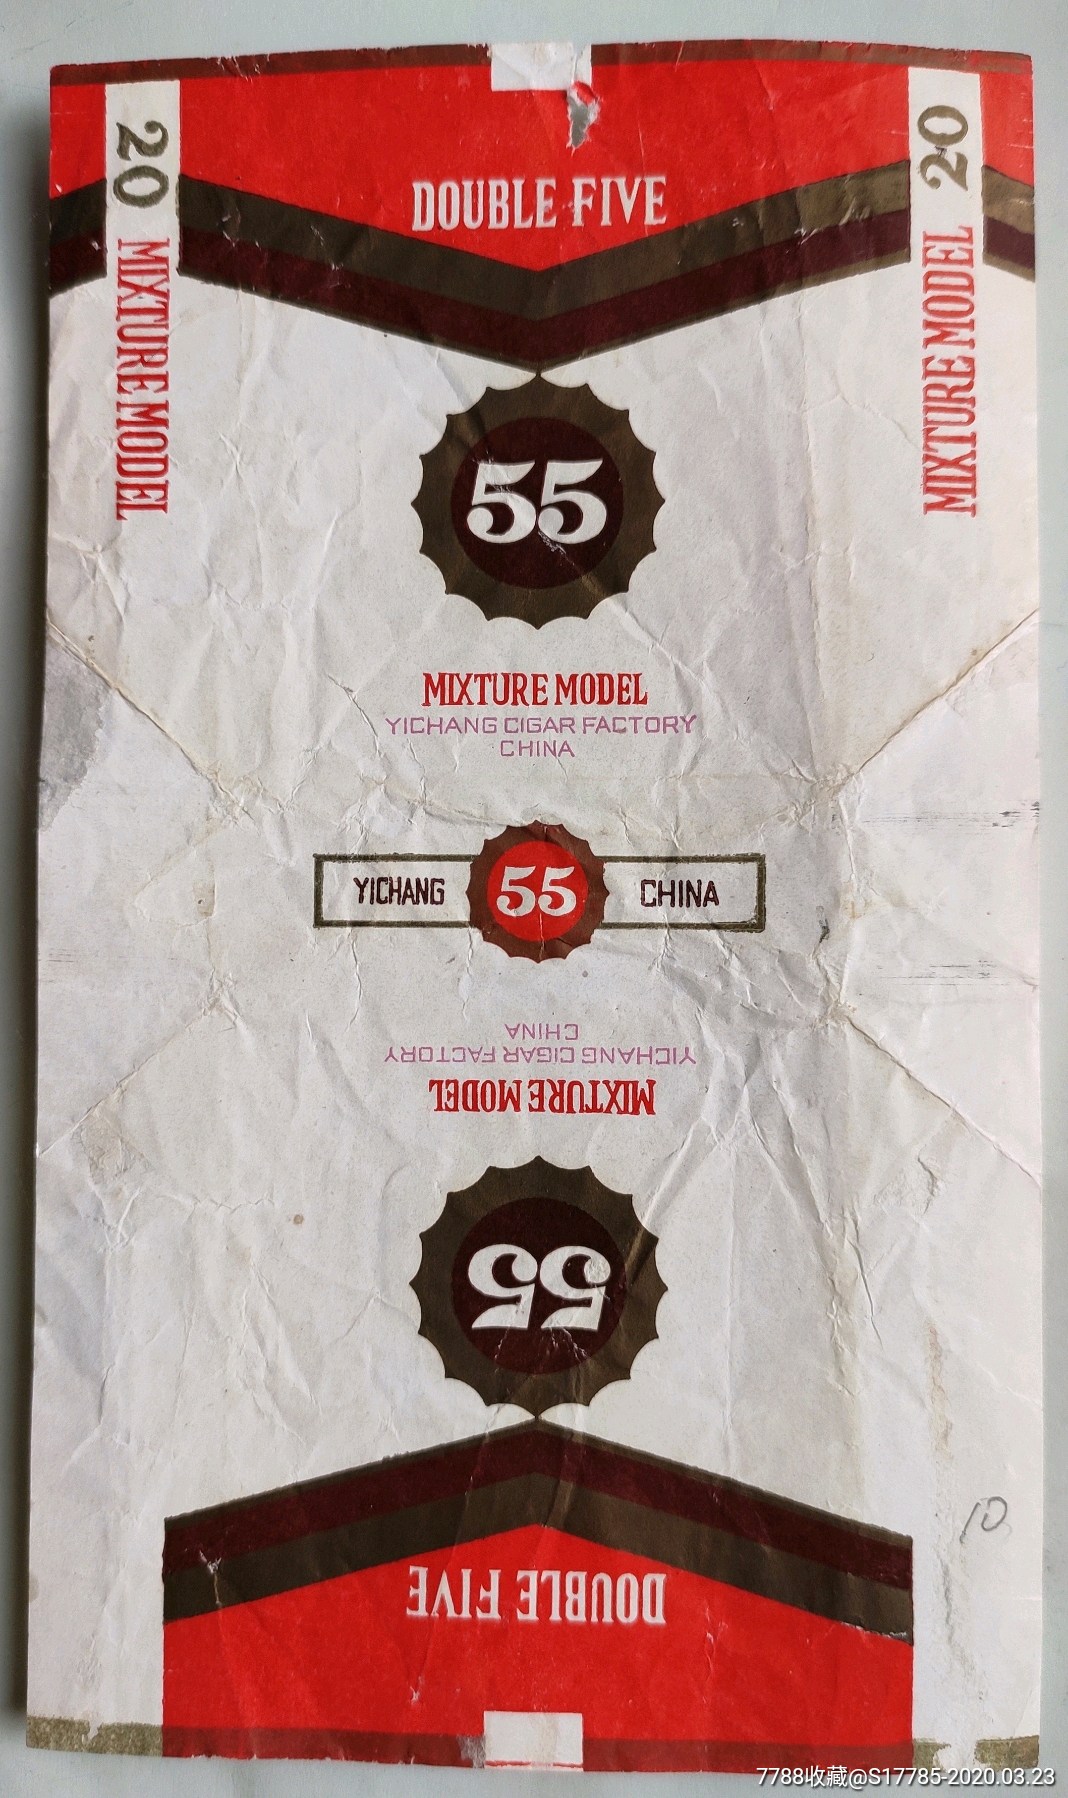 20
MIXTURE MODEL
DOUBLE FIVE
20
MIXTURE MODEL
55
MIXTURE MODEL
YICHANG CIGAR FACTORY
CHINA
YICHANG
55
CHINA
CHINA
YICHANG CIGAR FACTORY
MIXTURE MODEL
55
DOUBLE FIVE
10
7788收藏@S17785-2020.03.23